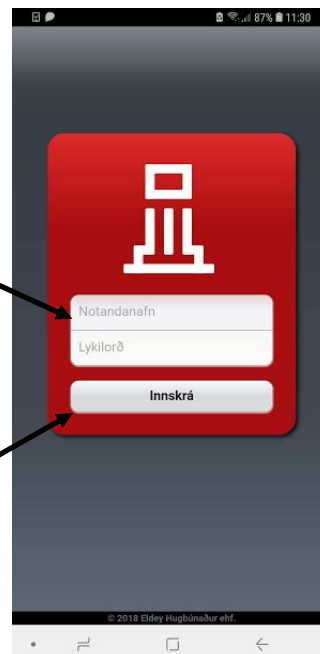 87% 11:30
Notandanafn
Lykilorð
Innskrá
© 2018 Eldey Hugbúnaður ehf.